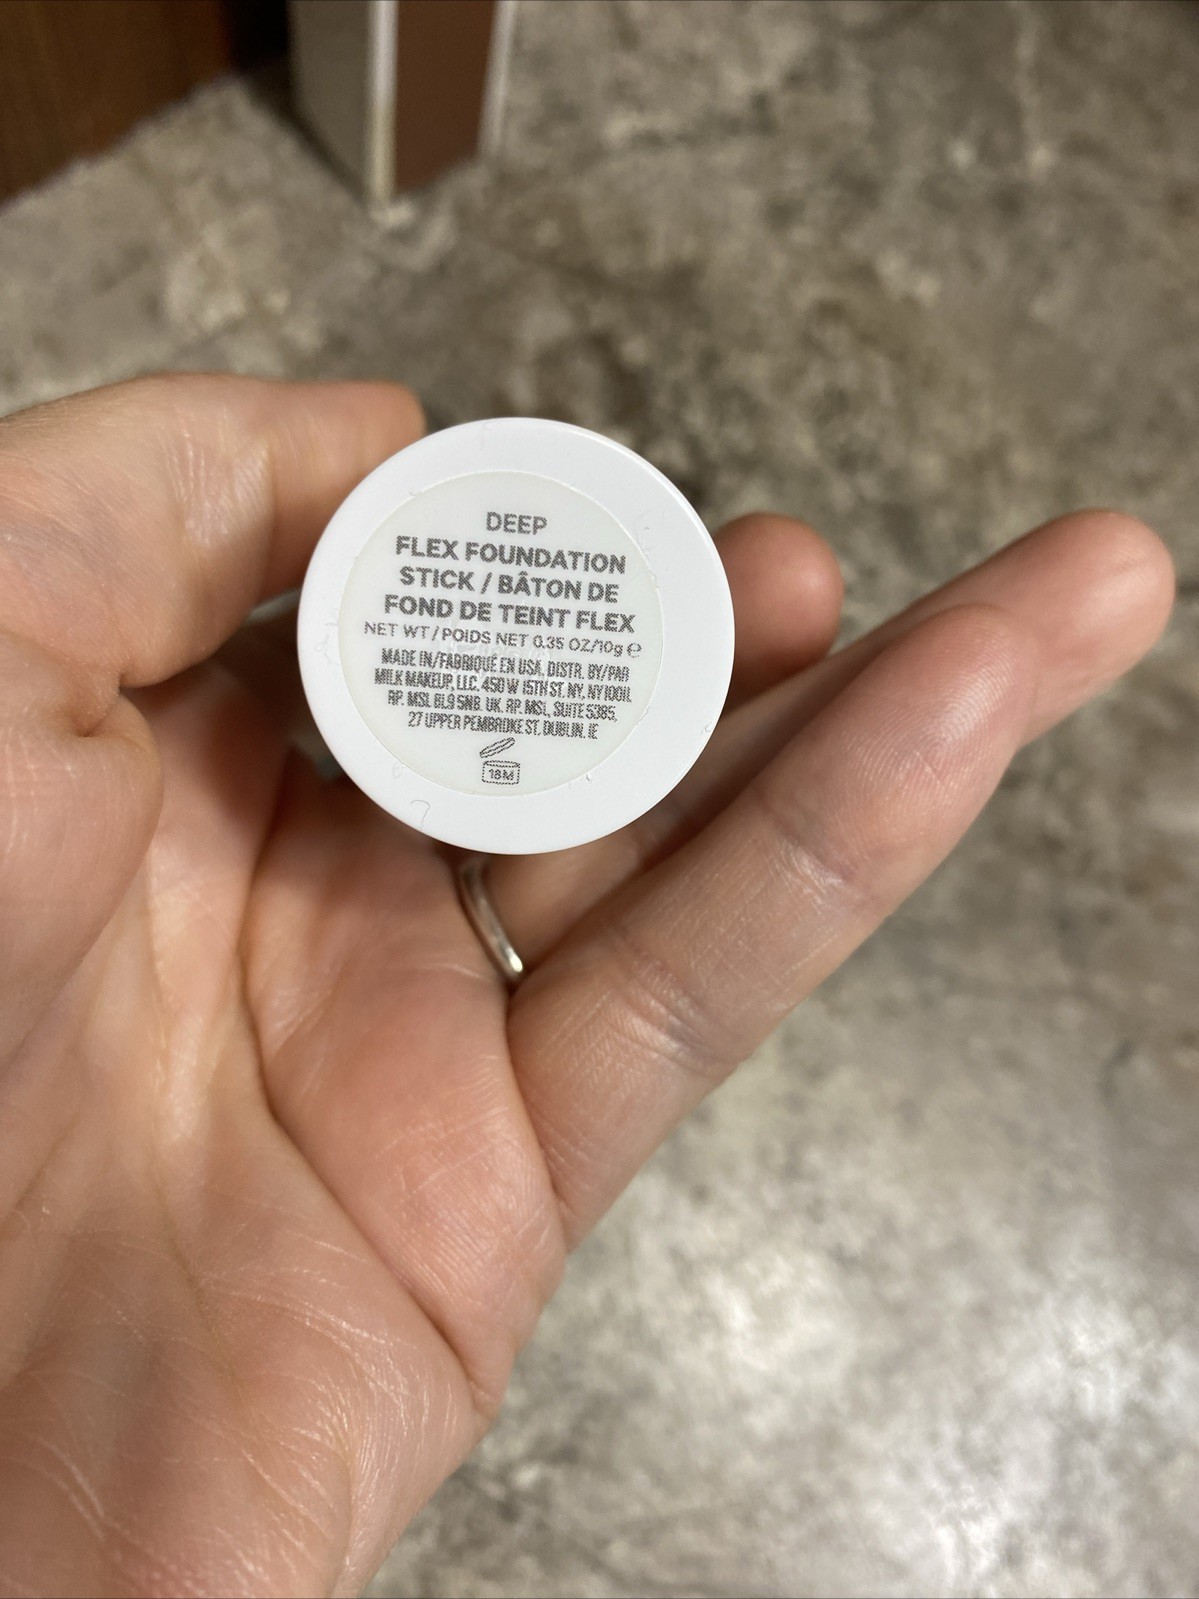 DEEP
FLEX FOUNDATION
STICK / BÂTON DE
FOND DE TEINT FLEX
NET WT / POIDS NET 0.35 OZ/10g ℮
MADE IN/FABRIQUÉ EN USA. DISTR. BY/PAR
MILK MAKEUP, LLC. 450 W 15TH ST. NY, NY 10011.
RP. MSL BL9 5NB. UK. RP. MSL, SUITE 5385,
27 UPPER PEMBROKE ST. DUBLIN. IE
18M